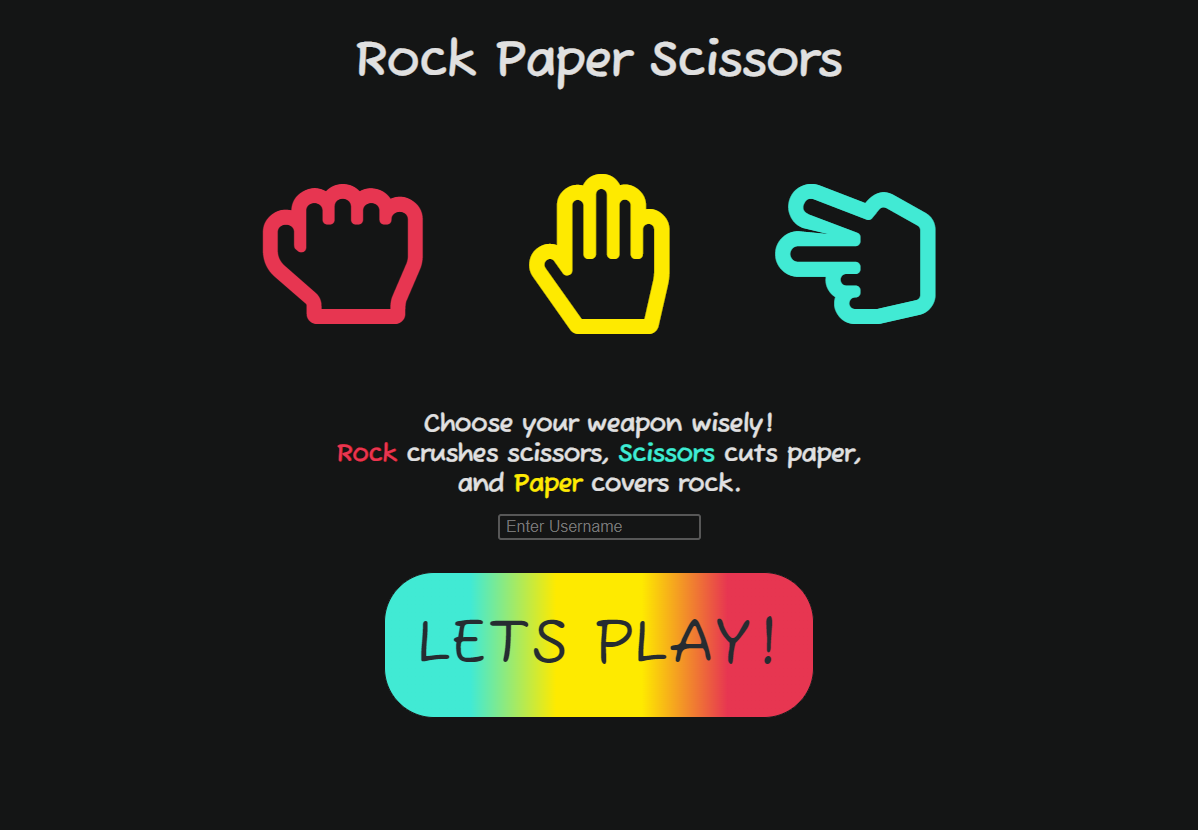 Rock Paper Scissors
Choose your weapon wisely!
Rock crushes scissors, Scissors cuts paper,
and Paper covers rock.
Enter Username
LETS PLAY!